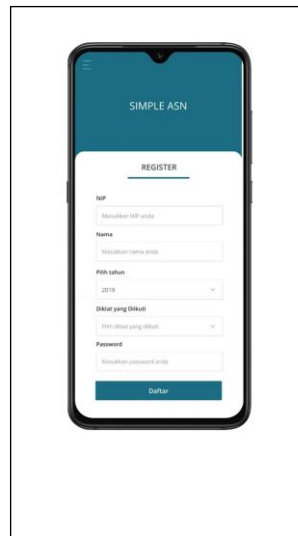 SIMPLE ASN
REGISTER
NIP
Masukkan NIP anda
Nama
Masukkan nama anda
Pilih tahun
2019
Diklat yang Diikuti
Pilih diklat yang diikuti
Password
Masukkan password anda
Daftar